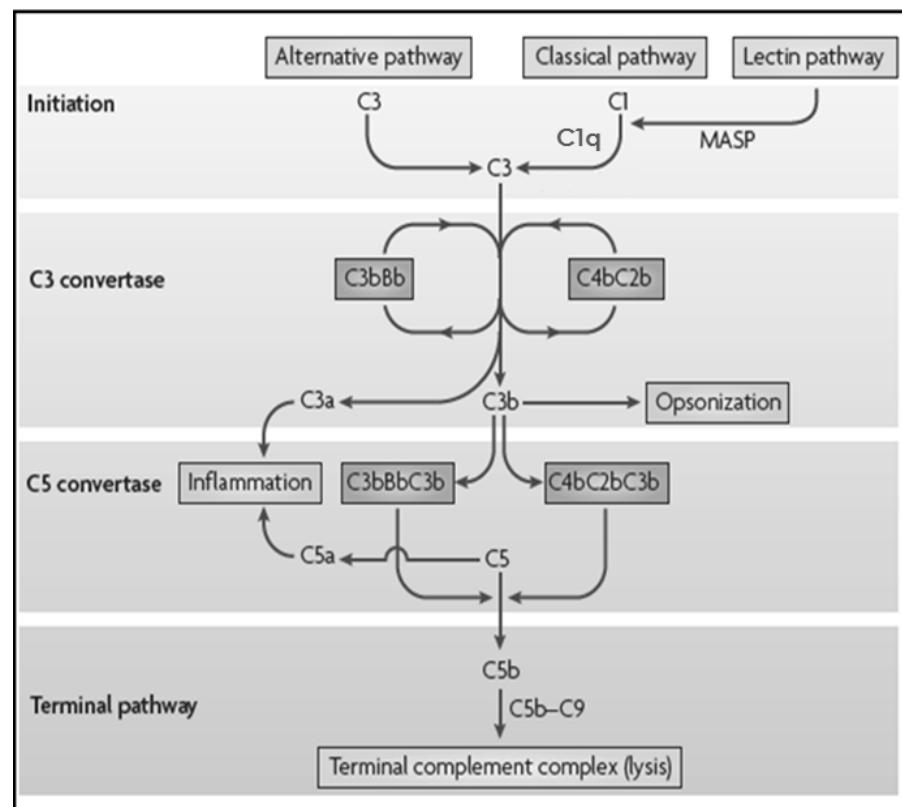 Alternative pathway
Classical pathway
Lectin pathway
Initiation
C3
C1
C1q
MASP
C3
C3 convertase
C3bBb
C4bC2b
C3a
C3b
Opsonization
C5 convertase
Inflammation
C3bBbC3b
C4bC2bC3b
C5a
C5
C5b
Terminal pathway
C5b–C9
Terminal complement complex (lysis)